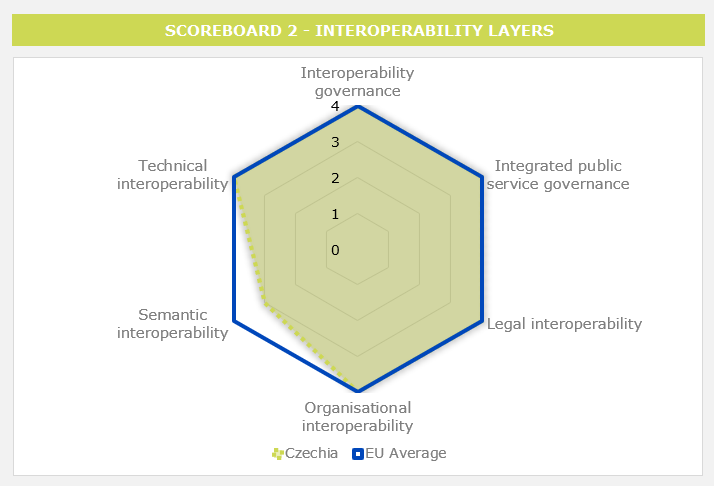 SCOREBOARD 2 - INTEROPERABILITY LAYERS
Interoperability
governance
4
3
2
1
0
Technical
interoperability
Integrated public
service governance
Semantic
interoperability
Legal interoperability
Organisational
interoperability
Czechia
EU Average